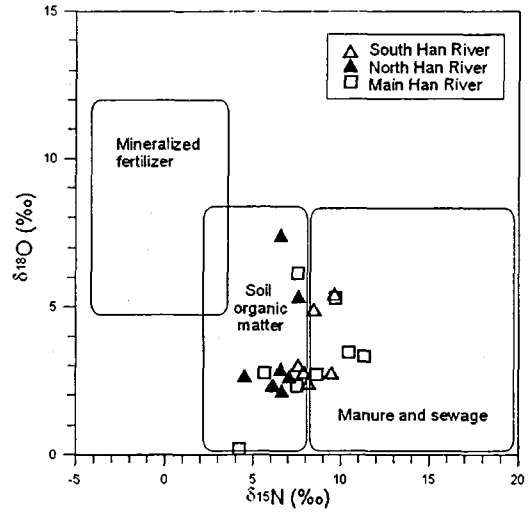 15
10
5
0
-5
0
5
10
15
20
δ18O (‰)
δ15N (‰)
South Han River
North Han River
Main Han River
Mineralized
fertilizer
Soil
organic
matter
Manure and sewage